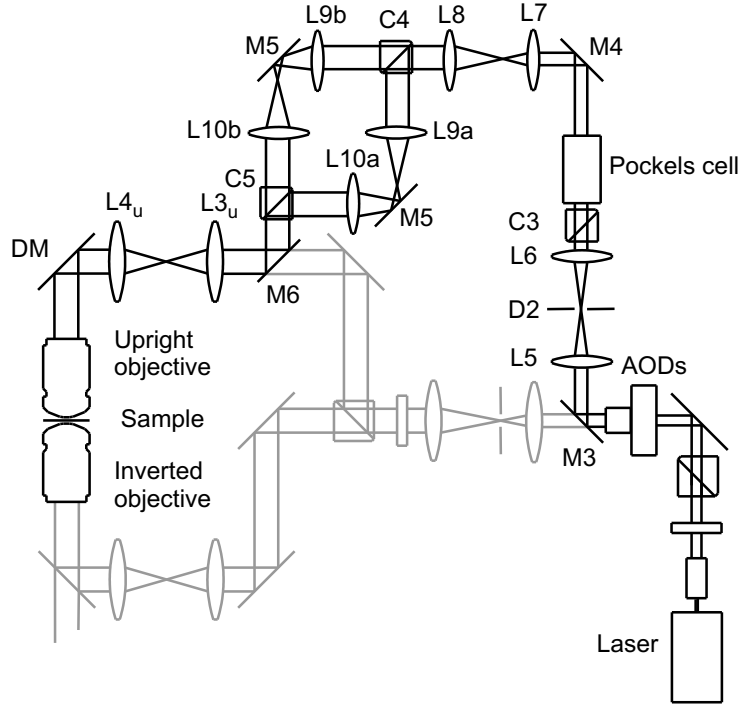 L9b
C4
L8
L7
M5
M4
L10b
L9a
L10a
Pockels cell
C5
M5
C3
L4u
L3u
L6
DM
M6
D2
Upright
objective
L5
AODs
Sample
M3
Inverted
objective
Laser